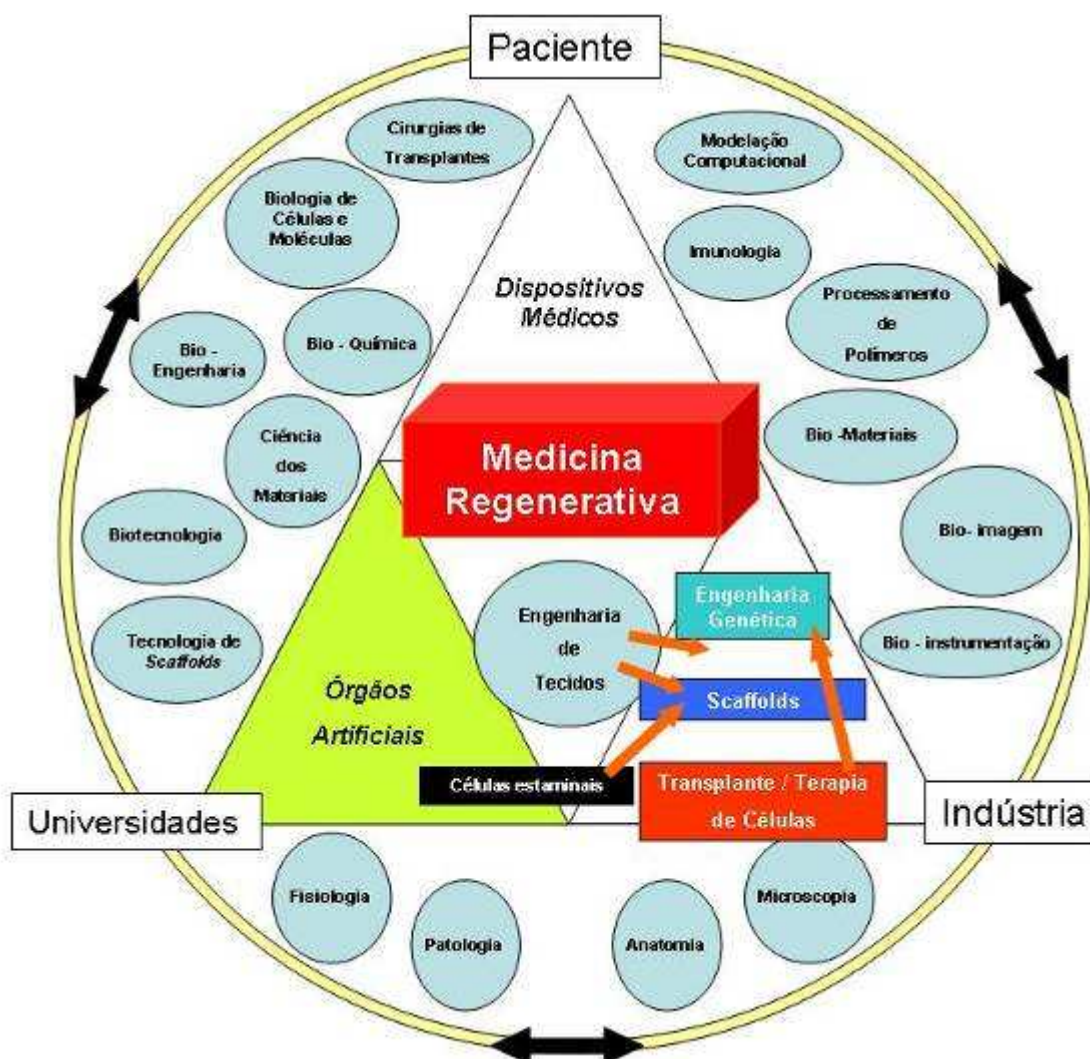 Paciente
Cirurgias de
Transplantes
Modelação
Computacional
Biologia de
Células e
Moléculas
Imunologia
Dispositivos
Médicos
Processamento
de
Polímeros
Bio -
Engenharia
Bio - Química
Ciência
dos
Materiais
Medicina
Regenerativa
Bio -Materiais
Biotecnologia
Bio- imagem
Engenharia
de
Tecidos
Engenharia
Genética
Tecnologia de
Scaffolds
Bio - instrumentação
Órgãos
Artificiais
Scaffolds
Células estaminais
Transplante / Terapia
de Células
Universidades
Indústria
Fisiologia
Patologia
Anatomia
Microscopia